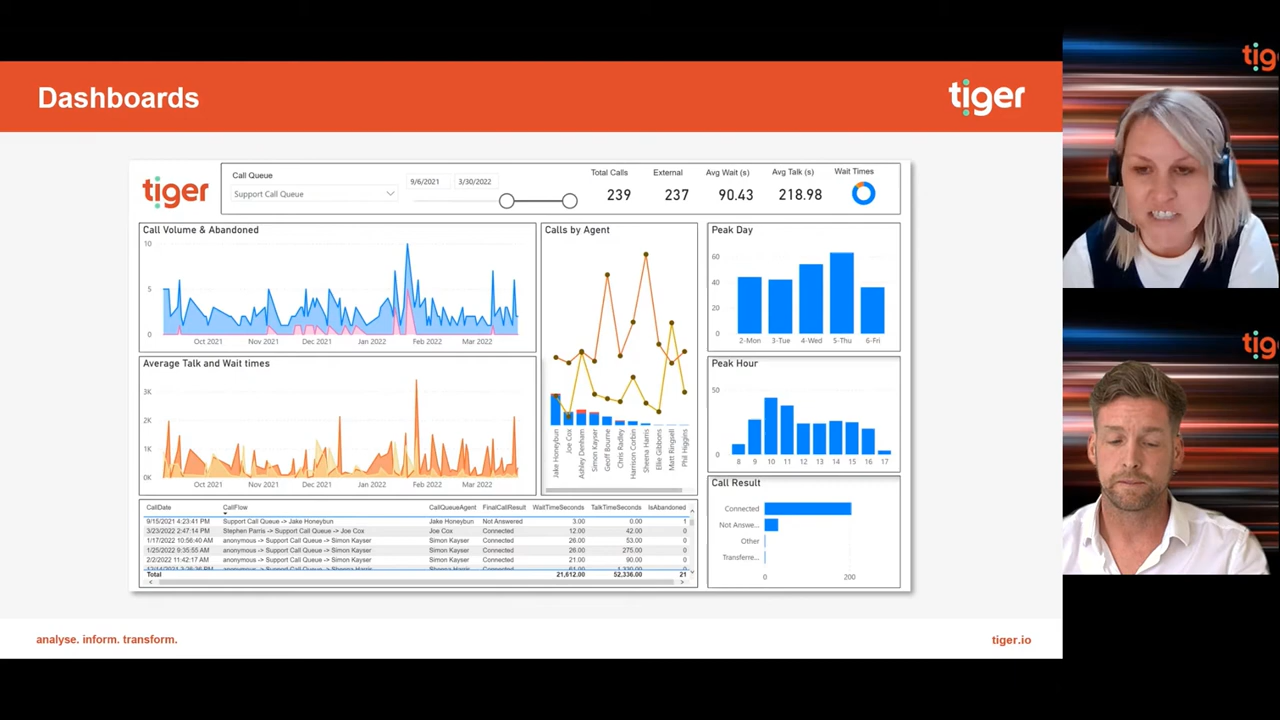 Dashboards
tiger
tiger
Call Queue
Support Call Queue
9/6/2021
3/30/2022
Total Calls
239
External
237
Avg Wait (s)
90.43
Avg Talk (s)
218.98
Wait Times
Call Volume & Abandoned
10
5
0
Oct 2021 Nov 2021 Dec 2021 Jan 2022 Feb 2022 Mar 2022
Average Talk and Wait times
3K
2K
1K
0K
Oct 2021 Nov 2021 Dec 2021 Jan 2022 Feb 2022 Mar 2022
Calls by Agent
Jake Honeybun
Joe Cox
Ashley Denham
Simon Kayser
Geoff Bourne
Chris Radley
Harrison Corbin
Sheena Harris
Ellie Gibbons
Matt Ringsell
Phil Higgins
Peak Day
60
40
20
0
2-Mon 3-Tue 4-Wed 5-Thu 6-Fri
Peak Hour
50
0
8 9 10 11 12 13 14 15 16 17
Call Result
Connected
Not Answe...
Other
Transferre...
0 200
CallDate CallFlow CallQueueAgent FinalCallResult WaitTimeSeconds TalkTimeSeconds IsAbandoned
9/15/2021 4:23:41 PM Support Call Queue -> Jake Honeybun Jake Honeybun Not Answered 3.00 0.00 1
3/23/2022 2:47:14 PM Stephen Parris -> Support Call Queue -> Joe Cox Joe Cox Connected 12.00 42.00 0
1/17/2022 10:56:40 AM anonymous -> Support Call Queue -> Simon Kayser Simon Kayser Connected 26.00 53.00 0
1/25/2022 9:35:55 AM anonymous -> Support Call Queue -> Simon Kayser Simon Kayser Connected 26.00 275.00 0
2/2/2022 11:42:17 AM anonymous -> Support Call Queue -> Simon Kayser Simon Kayser Connected 21.00 90.00 0
Total 21,612.00 52,336.00 21
analyse. inform. transform.
tiger.io
tig
tig